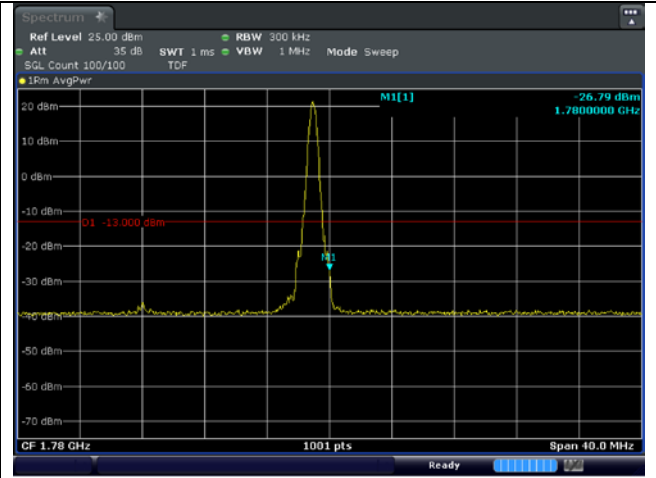 Spectrum
Ref Level 25.00 dBm RBW 300 kHz
Att 35 dB SWT 1 ms VBW 1 MHz Mode Sweep
SGL Count 100/100 TDF
1Rm AvgPwr
M1[1] -26.79 dBm
1.7800000 GHz
20 dBm
10 dBm
0 dBm
-10 dBm
D1 -13.000 dBm
-20 dBm
M1
-30 dBm
-40 dBm
-50 dBm
-60 dBm
-70 dBm
CF 1.78 GHz 1001 pts Span 40.0 MHz
Ready